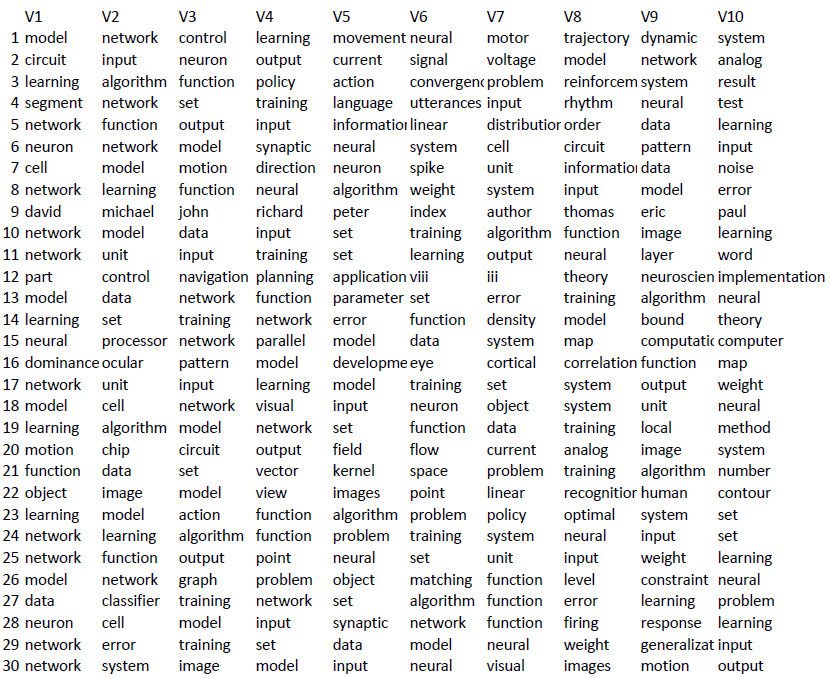 V1 V2 V3 V4 V5 V6 V7 V8 V9 V10
1 model network control learning movement neural motor trajectory dynamic system
2 circuit input neuron output current signal voltage model network analog
3 learning algorithm function policy action convergenc problem reinforcem system result
4 segment network set training language utterances input rhythm neural test
5 network function output input informatio linear distribution order data learning
6 neuron network model synaptic neural system cell circuit pattern input
7 cell model motion direction neuron spike unit informatio data noise
8 network learning function neural algorithm weight system input model error
9 david michael john richard peter index author thomas eric paul
10 network model data input set training algorithm function image learning
11 network unit input training set learning output neural layer word
12 part control navigation planning application viii iii theory neuroscien implementation
13 model data network function parameter set error training algorithm neural
14 learning set training network error function density model bound theory
15 neural processor network parallel model data system map computatic computer
16 dominance ocular pattern model developme eye cortical correlation function map
17 network unit input learning model training set system output weight
18 model cell network visual input neuron object system unit neural
19 learning algorithm model network set function data training local method
20 motion chip circuit output field flow current analog image system
21 function data set vector kernel space problem training algorithm number
22 object image model view images point linear recognition human contour
23 learning model action function algorithm problem policy optimal system set
24 network learning algorithm function problem training system neural input set
25 network function output point neural set unit input weight learning
26 model network graph problem object matching function level constraint neural
27 data classifier training network set algorithm function error learning problem
28 neuron cell model input synaptic network function firing response learning
29 network error training set data model neural weight generalizat input
30 network system image model input neural visual images motion output